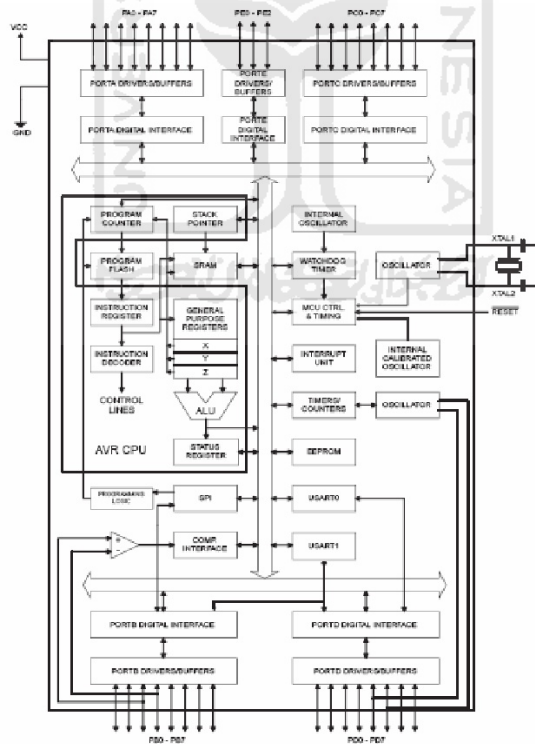 PA0 - PA7
PE0 - PE2
PC0 - PC7
VCC
GND
PORTA DRIVERS/BUFFERS
PORTE
DRIVERS/
BUFFERS
PORTC DRIVERS/BUFFERS
PORTA DIGITAL INTERFACE
PORTE
DIGITAL
INTERFACE
PORTC DIGITAL INTERFACE
NESIA
PROGRAM
COUNTER
STACK
POINTER
INTERNAL
OSCILLATOR
XTAL1
PROGRAM
FLASH
SRAM
WATCHDOG
TIMER
OSCILLATOR
XTAL2
INSTRUCTION
REGISTER
GENERAL
PURPOSE
REGISTERS
MCU CTRL.
& TIMING
RESET
X
Y
Z
INSTRUCTION
DECODER
INTERRUPT
UNIT
INTERNAL
CALIBRATED
OSCILLATOR
CONTROL
LINES
ALU
TIMERS/
COUNTERS
OSCILLATOR
AVR CPU
STATUS
REGISTER
EEPROM
PROGRAMMING
LOGIC
SPI
USART0
+
-
COMP.
INTERFACE
USART1
PORTB DIGITAL INTERFACE
PORTD DIGITAL INTERFACE
PORTB DRIVERS/BUFFERS
PORTD DRIVERS/BUFFERS
PB0 - PB7
PD0 - PD7